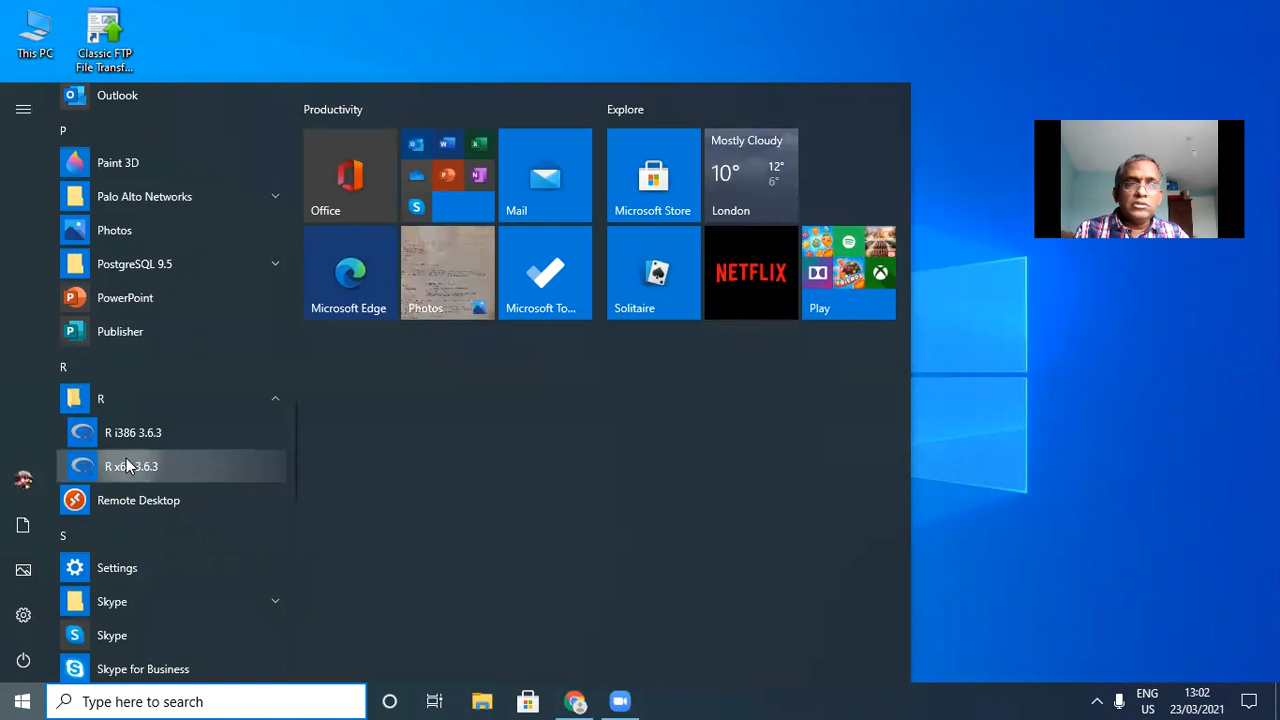 This PC
Classic FTP
File Transf...
Outlook
P
Paint 3D
Palo Alto Networks
Photos
PostgreSQL 9.5
PowerPoint
Publisher
R
R
R i386 3.6.3
R x64 3.6.3
Remote Desktop
S
Settings
Skype
Skype
Skype for Business
Productivity
Office
Mail
Microsoft Edge
Photos
Microsoft To...
Explore
Microsoft Store
Mostly Cloudy
10°
12°
6°
London
Solitaire
NETFLIX
Play
Type here to search
ENG
US
13:02
23/03/2021